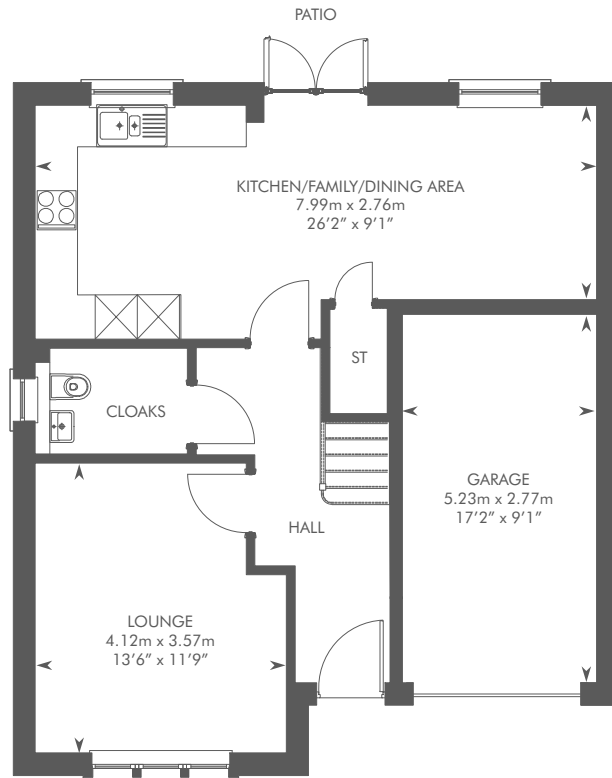 PATIO
KITCHEN/FAMILY/DINING AREA
7.99m x 2.76m
26’2” x 9’1”
ST
CLOAKS
GARAGE
5.23m x 2.77m
17’2” x 9’1”
HALL
LOUNGE
4.12m x 3.57m
13’6” x 11’9”